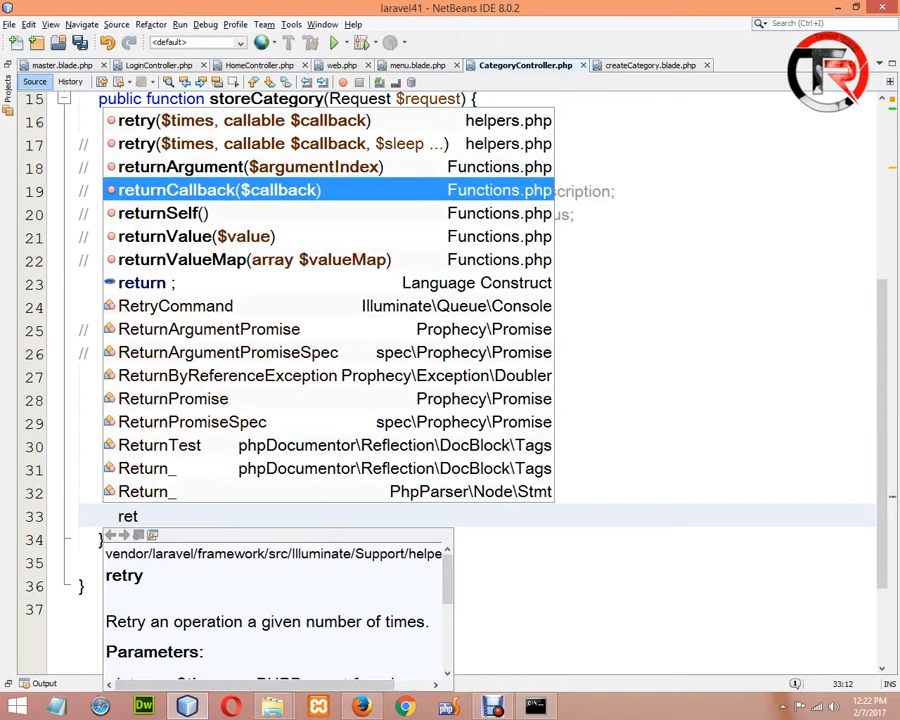 laravel41 - NetBeans IDE 8.0.2
File Edit View Navigate Source Refactor Run Debug Profile Team Tools Window Help
<default>
Search (Ctrl+I)
master.blade.php LoginController.php HomeController.php web.php menu.blade.php CategoryController.php createCategory.blade.php
Source History
Projects
15 public function storeCategory(Request $request) {
16 retry($times, callable $callback) helpers.php
17 // retry($times, callable $callback, $sleep ...) helpers.php
18 // returnArgument($argumentIndex) Functions.php
19 // returnCallback($callback) Functions.php scription;
20 // returnSelf() Functions.php us;
21 // returnValue($value) Functions.php
22 // returnValueMap(array $valueMap) Functions.php
23 return ; Language Construct
24 RetryCommand Illuminate\Queue\Console
25 // ReturnArgumentPromise Prophecy\Promise
26 // ReturnArgumentPromiseSpec spec\Prophecy\Promise
27 ReturnByReferenceException Prophecy\Exception\Doubler
28 ReturnPromise Prophecy\Promise
29 ReturnPromiseSpec spec\Prophecy\Promise
30 ReturnTest phpDocumentor\Reflection\DocBlock\Tags
31 Return_ phpDocumentor\Reflection\DocBlock\Tags
32 Return_ PhpParser\Node\Stmt
33 ret
34 }
35 vendor/laravel/framework/src/Illuminate/Support/helpe
36 } retry
37
Retry an operation a given number of times.
Parameters:
Output
33:12
12:22 PM
2/7/2017